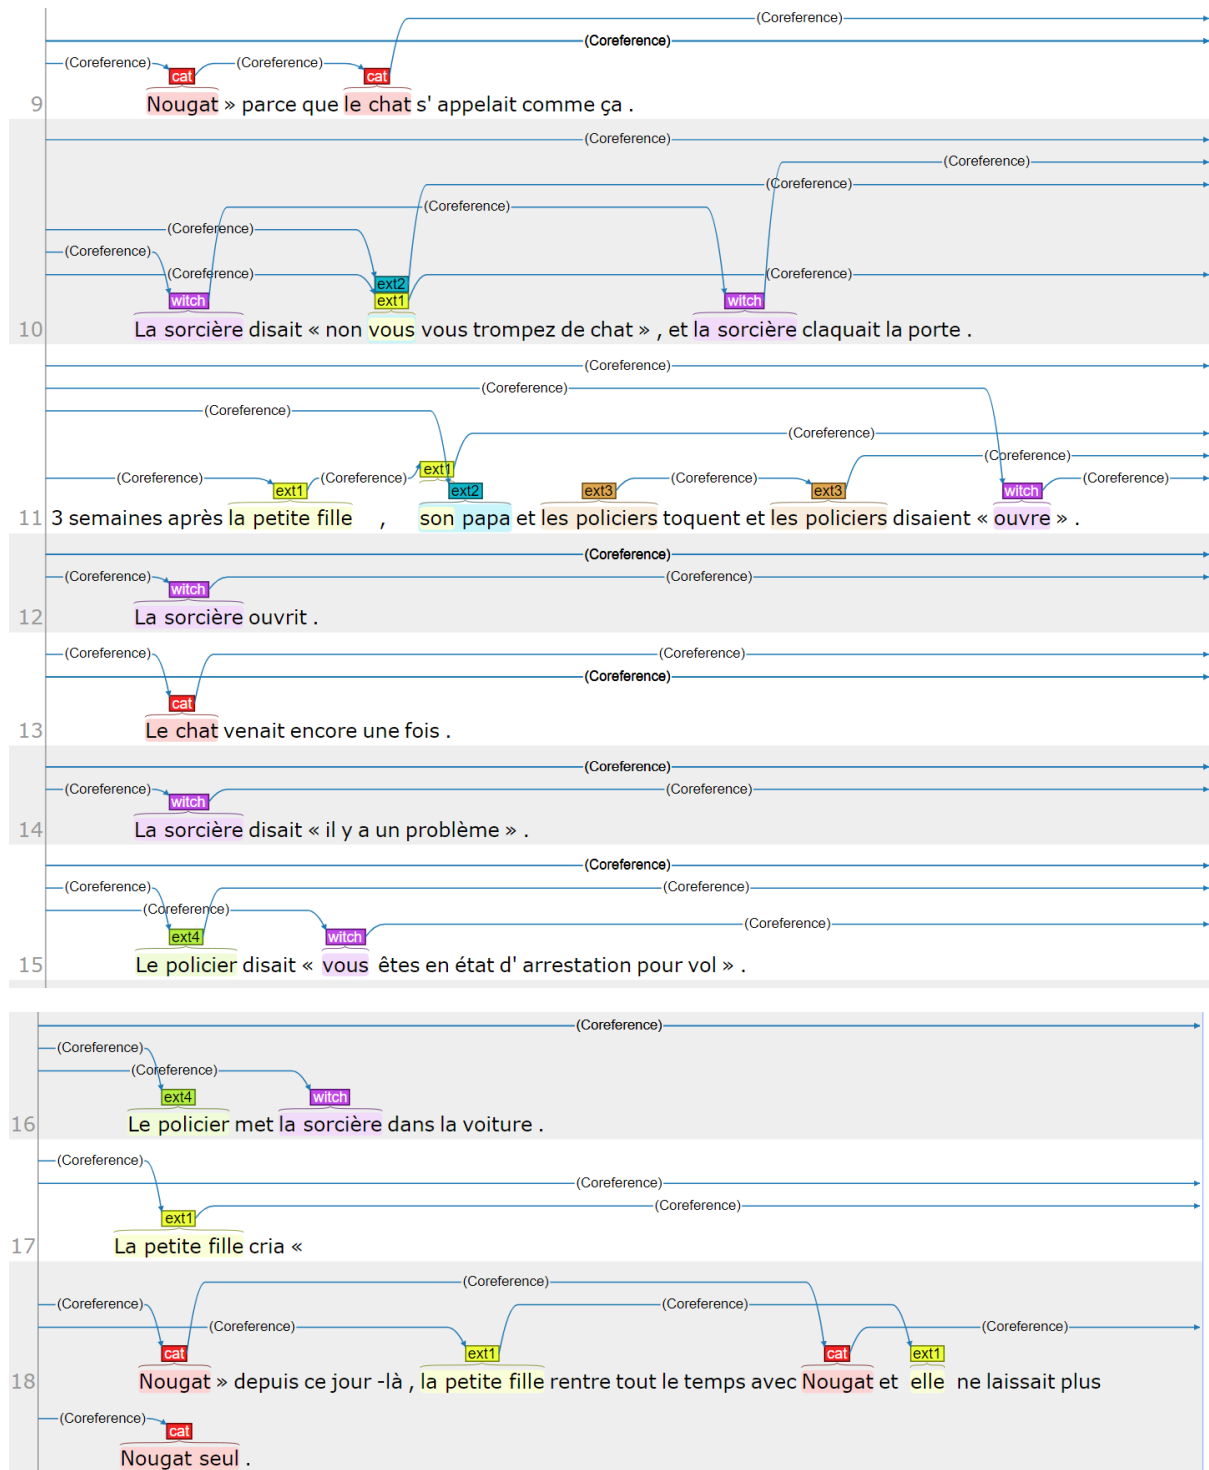 (Coreference)
(Coreference)
(Coreference) cat (Coreference) cat
9 Nougat » parce que le chat s' appelait comme ça .
(Coreference)
(Coreference)
(Coreference)
(Coreference)
(Coreference)
(Coreference)
(Coreference) (Coreference)
ext2
witch ext1 witch
10 La sorcière disait « non vous vous trompez de chat » , et la sorcière claquait la porte .
(Coreference)
(Coreference)
(Coreference)
(Coreference)
(Coreference)
(Coreference) (Coreference) ext1 (Coreference) (Coreference)
ext1 ext2 ext3 ext3 witch
11 3 semaines après la petite fille , son papa et les policiers toquent et les policiers disaient « ouvre » .
(Coreference)
(Coreference) (Coreference)
witch
12 La sorcière ouvrit .
(Coreference) (Coreference)
(Coreference)
cat
13 Le chat venait encore une fois .
(Coreference)
(Coreference) (Coreference)
witch
14 La sorcière disait « il y a un problème » .
(Coreference)
(Coreference) (Coreference)
(Coreference)
(Coreference)
ext4 witch
15 Le policier disait « vous êtes en état d' arrestation pour vol » .
(Coreference)
(Coreference)
(Coreference)
ext4 witch
16 Le policier met la sorcière dans la voiture .
(Coreference)
(Coreference)
(Coreference)
ext1
17 La petite fille cria «
(Coreference)
(Coreference) (Coreference)
(Coreference) (Coreference)
cat ext1 cat ext1
18 Nougat » depuis ce jour -là , la petite fille rentre tout le temps avec Nougat et elle ne laissait plus
(Coreference)
cat
Nougat seul .